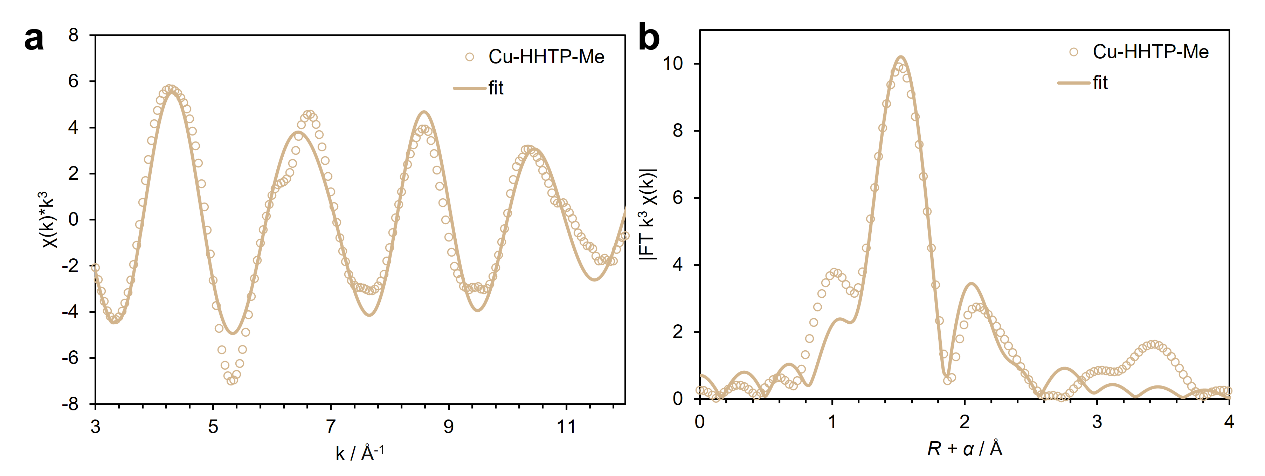 a
8
6
4
2
0
-2
-4
-6
-8
χ(k)*k³
3 5 7 9 11
k / Å⁻¹
Cu-HHTP-Me
fit
b
10
8
6
4
2
0
|FT k³ χ(k)|
0 1 2 3 4
R + α / Å
Cu-HHTP-Me
fit